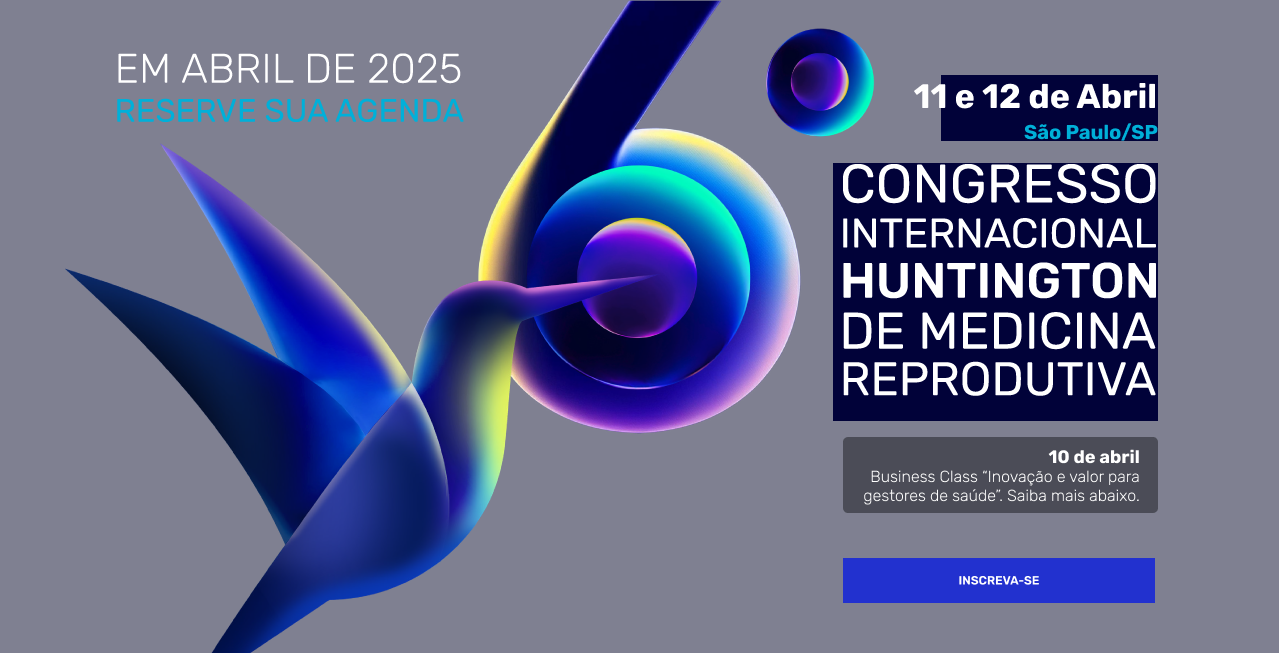 EM ABRIL DE 2025
RESERVE SUA AGENDA
6º
11 e 12 de Abril
São Paulo/SP
CONGRESSO
INTERNACIONAL
HUNTINGTON
DE MEDICINA
REPRODUTIVA
10 de abril
Business Class “Inovação e valor para
gestores de saúde”. Saiba mais abaixo.
INSCREVA-SE